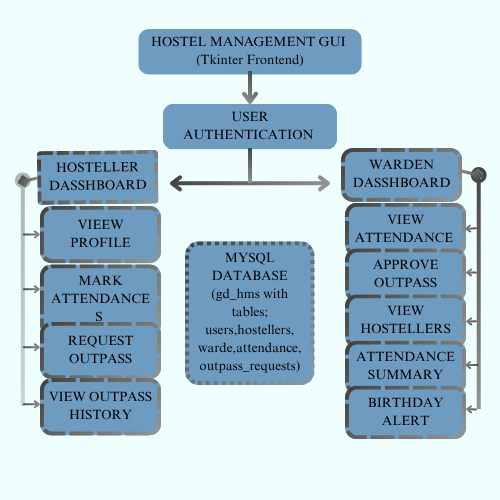 HOSTEL MANAGEMENT GUI
(Tkinter Frontend)
USER
AUTHENTICATION
HOSTELLER
DASSHBOARD
VIEEW
PROFILE
MARK
ATTENDANCE
S
REQUEST
OUTPASS
VIEW OUTPASS
HISTORY
MYSQL
DATABASE
(gd_hms with
tables;
users,hostellers,
warde,attendance,
outpass_requests)
WARDEN
DASSHBOARD
VIEW
ATTENDANCE
APPROVE
OUTPASS
VIEW
HOSTELLERS
ATTENDANCE
SUMMARY
BIRTHDAY
ALERT